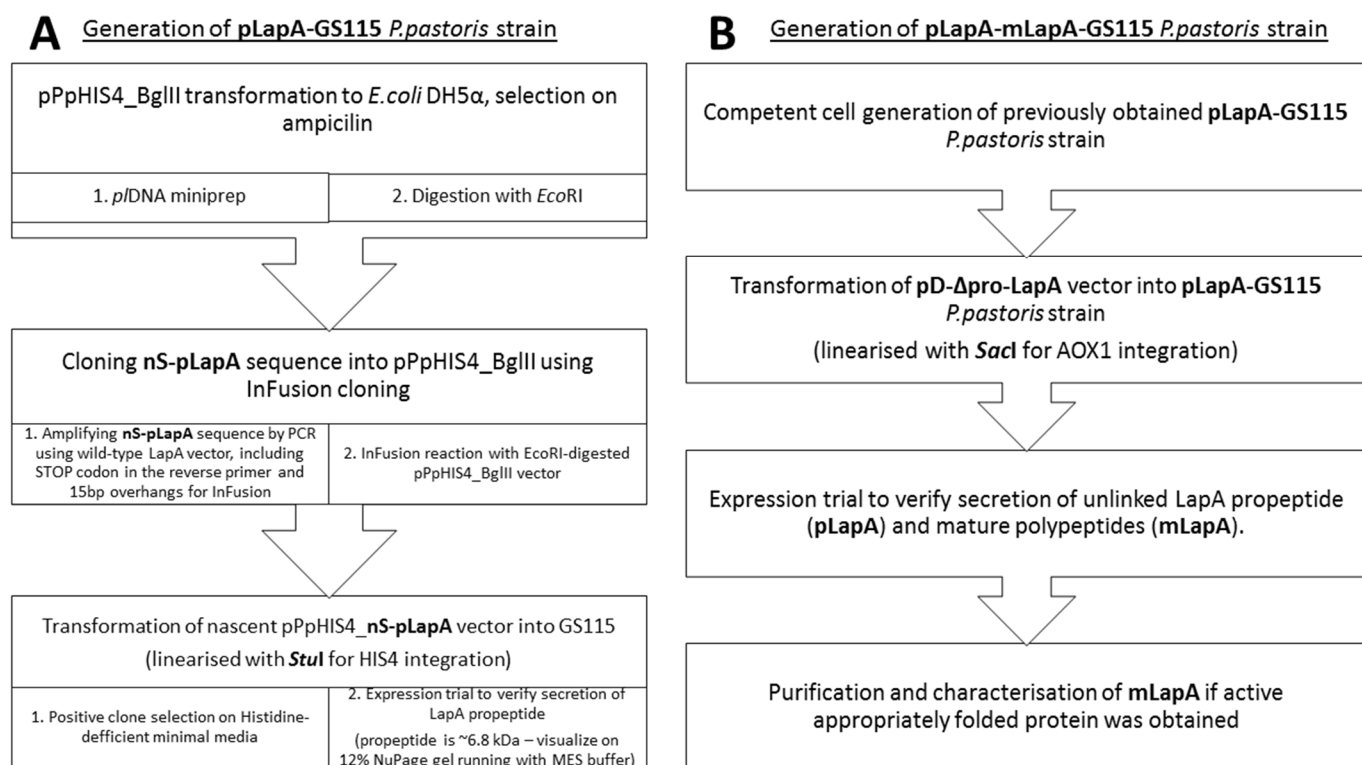 A Generation of pLapA-GS115 P.pastoris strain
pPpHIS4_BglII transformation to E.coli DH5α, selection on
ampicilin
1. plDNA miniprep
2. Digestion with EcoRI
Cloning nS-pLapA sequence into pPpHIS4_BglII using
InFusion cloning
1. Amplifying nS-pLapA sequence by PCR
using wild-type LapA vector, including
STOP codon in the reverse primer and
15bp overhangs for InFusion
2. InFusion reaction with EcoRI-digested
pPpHIS4_BglII vector
Transformation of nascent pPpHIS4_nS-pLapA vector into GS115
(linearised with StuI for HIS4 integration)
1. Positive clone selection on Histidine-
defficient minimal media
2. Expression trial to verify secretion of
LapA propeptide
(propeptide is ~6.8 kDa – visualize on
12% NuPage gel running with MES buffer)
B Generation of pLapA-mLapA-GS115 P.pastoris strain
Competent cell generation of previously obtained pLapA-GS115
P.pastoris strain
Transformation of pD-Δpro-LapA vector into pLapA-GS115
P.pastoris strain
(linearised with SacI for AOX1 integration)
Expression trial to verify secretion of unlinked LapA propeptide
(pLapA) and mature polypeptides (mLapA).
Purification and characterisation of mLapA if active
appropriately folded protein was obtained